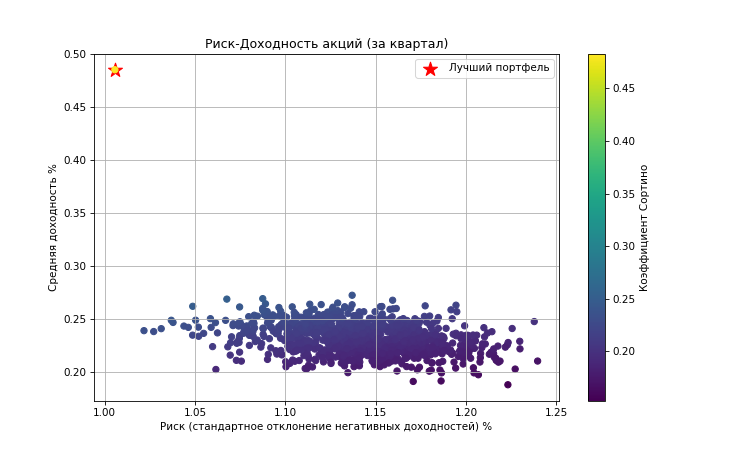 Риск-Доходность акций (за квартал)
Лучший портфель
Средняя доходность %
0.50
0.45
0.40
0.35
0.30
0.25
0.20
1.00 1.05 1.10 1.15 1.20 1.25
Риск (стандартное отклонение негативных доходностей) %
0.45
0.40
0.35
0.30
0.25
0.20
Коэффициент Сортино